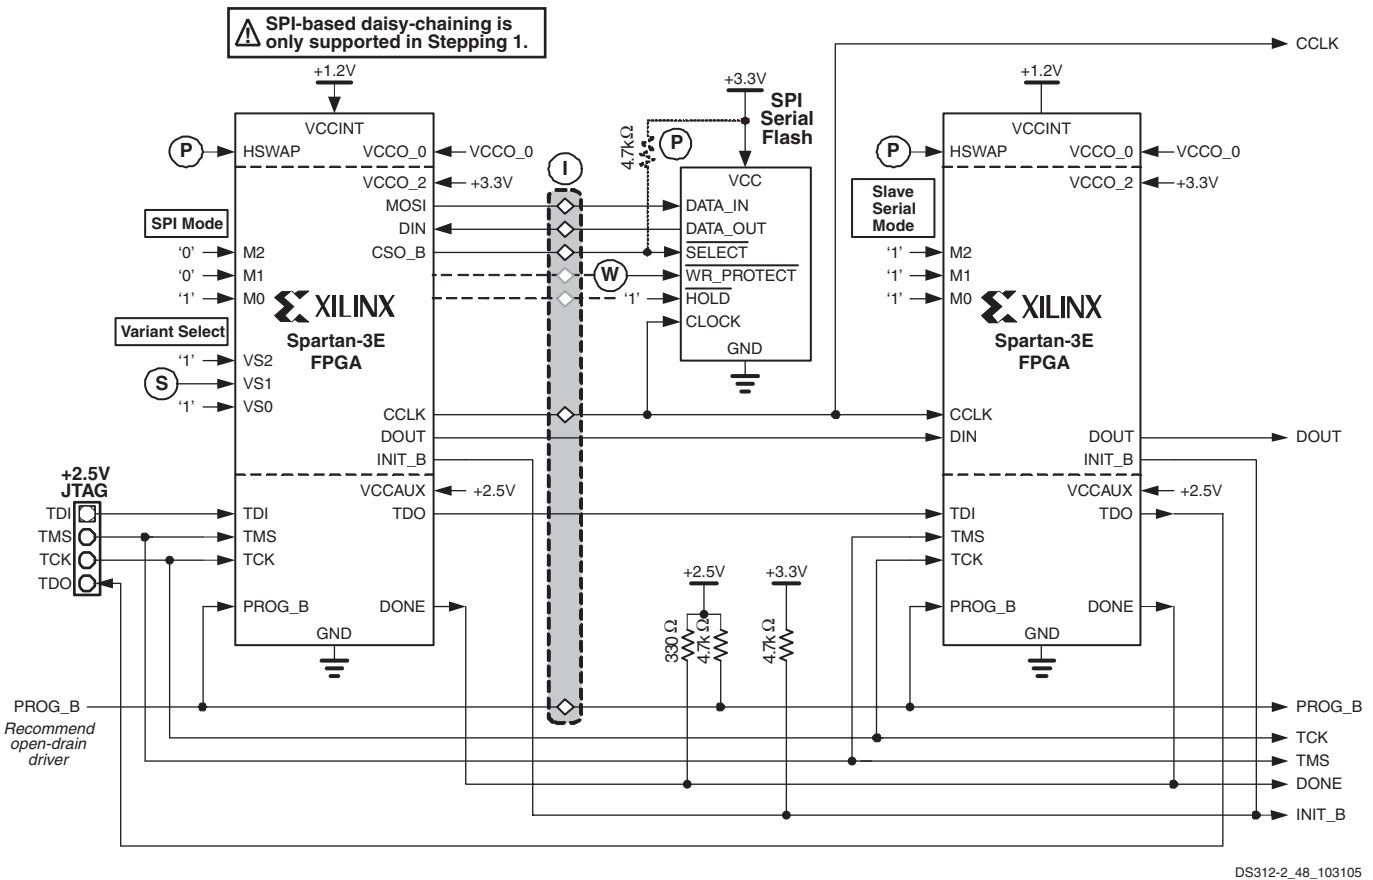 SPI-based daisy-chaining is
only supported in Stepping 1.
CCLK
+1.2V
+3.3V
+1.2V
SPI
Serial
Flash
VCCINT
VCCINT
P
HSWAP
VCCO_0
VCCO_0
4.7kΩ
P
P
HSWAP
VCCO_0
VCCO_0
I
VCCO_2
+3.3V
VCC
VCCO_2
+3.3V
MOSI
DATA_IN
Slave
Serial
Mode
SPI Mode
DIN
DATA_OUT
'0'
M2
CSO_B
SELECT
'1'
M2
'0'
M1
W
WR_PROTECT
'1'
M1
'1'
M0
'1'
HOLD
'1'
M0
XILINX
XILINX
CLOCK
Variant Select
Spartan-3E
FPGA
GND
Spartan-3E
FPGA
'1'
VS2
S
VS1
'1'
VS0
CCLK
CCLK
DOUT
DIN
DOUT
DOUT
INIT_B
INIT_B
+2.5V
JTAG
VCCAUX
+2.5V
VCCAUX
+2.5V
TDI
TDI
TDO
TDI
TDO
TMS
TMS
TMS
TCK
TCK
TCK
TDO
+2.5V
+3.3V
PROG_B
DONE
PROG_B
DONE
330 Ω
4.7k Ω
4.7k Ω
GND
GND
PROG_B
PROG_B
Recommend
open-drain
driver
TCK
TMS
DONE
INIT_B
DS312-2_48_103105